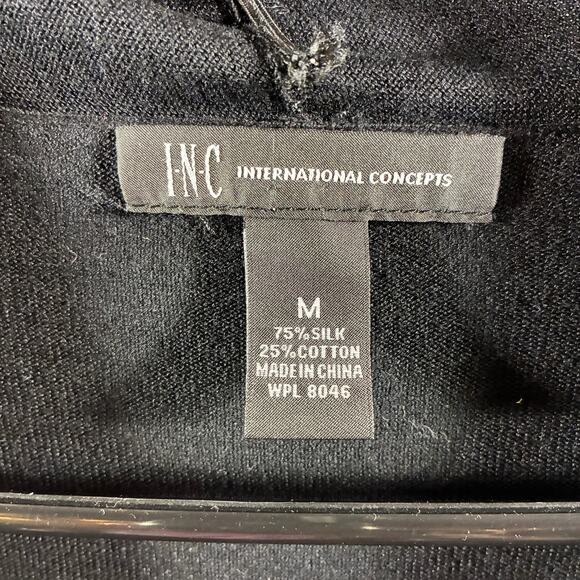 I·N·C INTERNATIONAL CONCEPTS
M
75% SILK
25% COTTON
MADE IN CHINA
WPL 8046